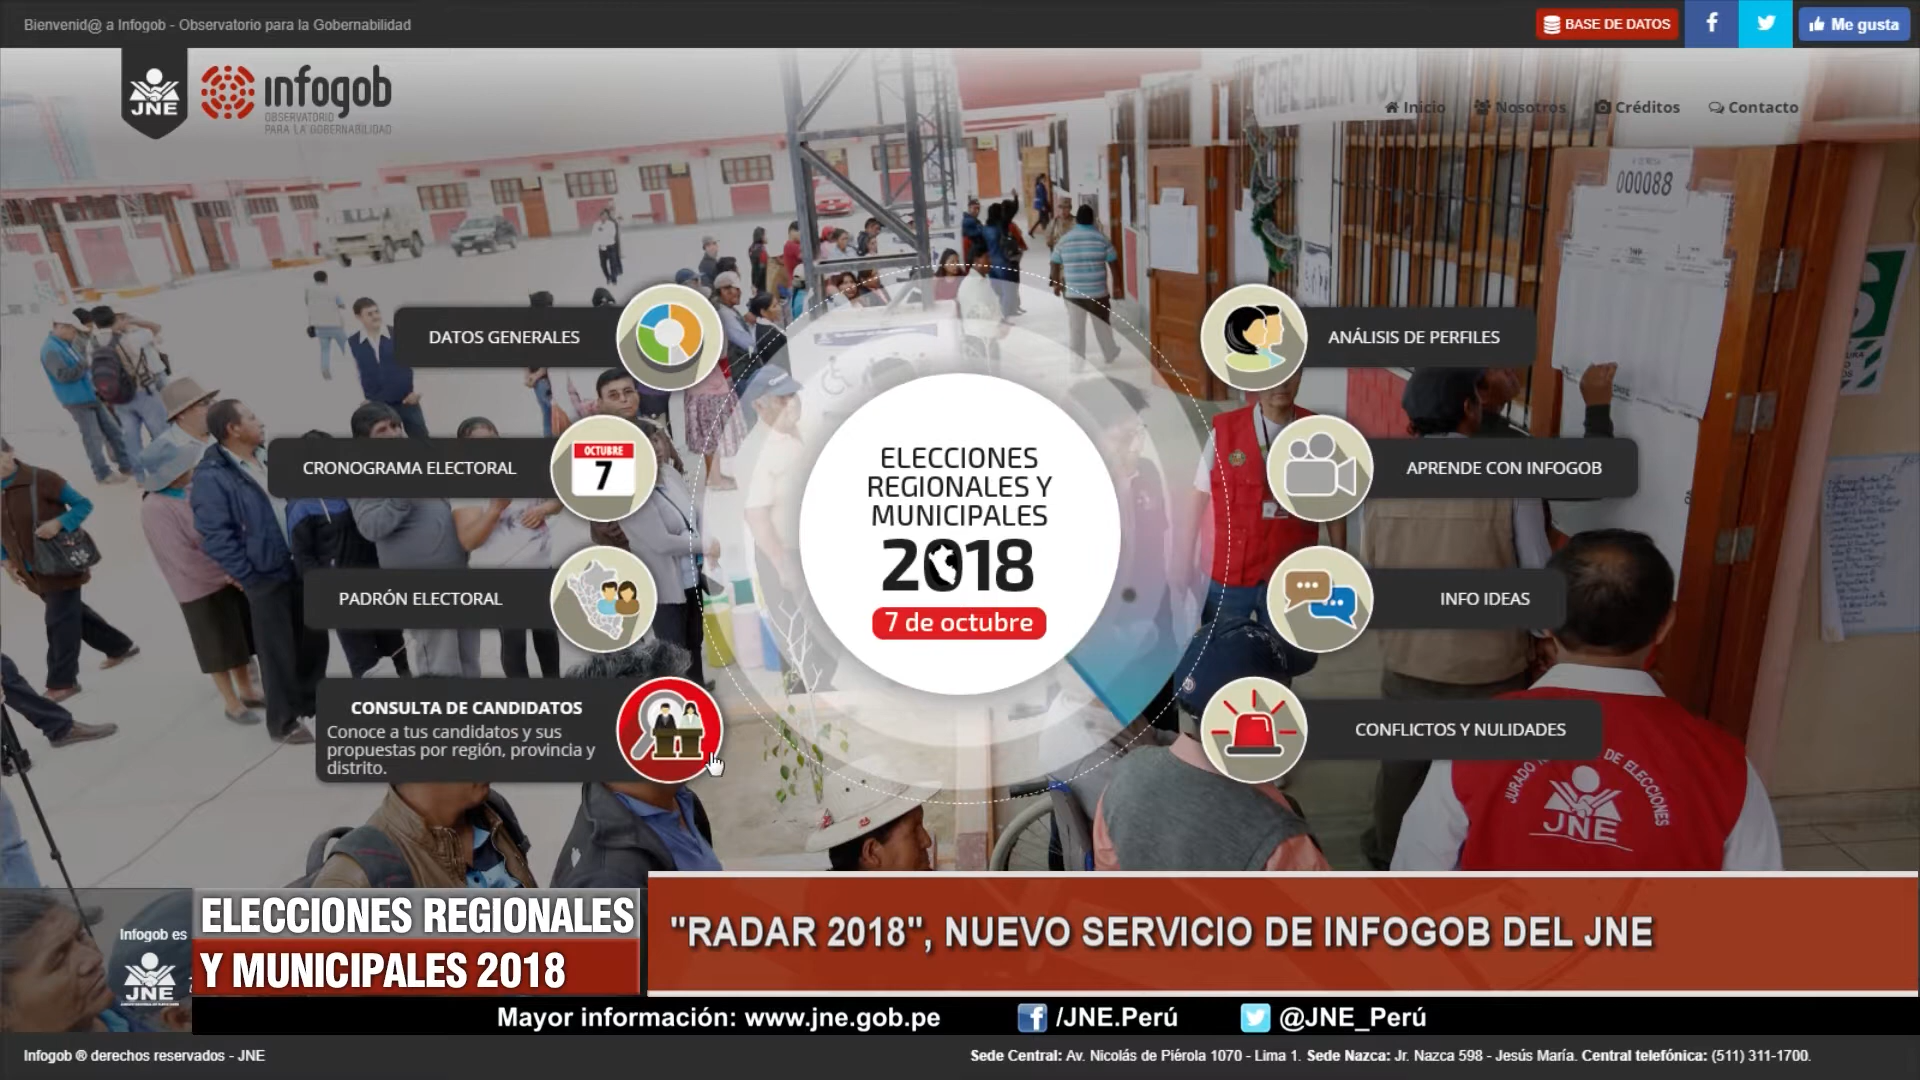 Bienvenid@ a Infogob - Observatorio para la Gobernabilidad
BASE DE DATOS
Me gusta
JNE
infogob
OBSERVATORIO
PARA LA GOBERNABILIDAD
Inicio
Nosotros
Créditos
Contacto
000088
DATOS GENERALES
ANÁLISIS DE PERFILES
CRONOGRAMA ELECTORAL
OCTUBRE
7
APRENDE CON INFOGOB
ELECCIONES
REGIONALES Y
MUNICIPALES
2018
7 de octubre
PADRÓN ELECTORAL
INFO IDEAS
CONSULTA DE CANDIDATOS
Conoce a tus candidatos y sus
propuestas por región, provincia y
distrito.
CONFLICTOS Y NULIDADES
JURADO
DE ELECCIONES
JNE
Infogob es
JNE
ELECCIONES REGIONALES
Y MUNICIPALES 2018
"RADAR 2018", NUEVO SERVICIO DE INFOGOB DEL JNE
Mayor información: www.jne.gob.pe
/JNE.Perú
@JNE_Perú
Infogob ® derechos reservados - JNE
Sede Central: Av. Nicolás de Piérola 1070 - Lima 1. Sede Nazca: Jr. Nazca 598 - Jesús María. Central telefónica: (511) 311-1700.